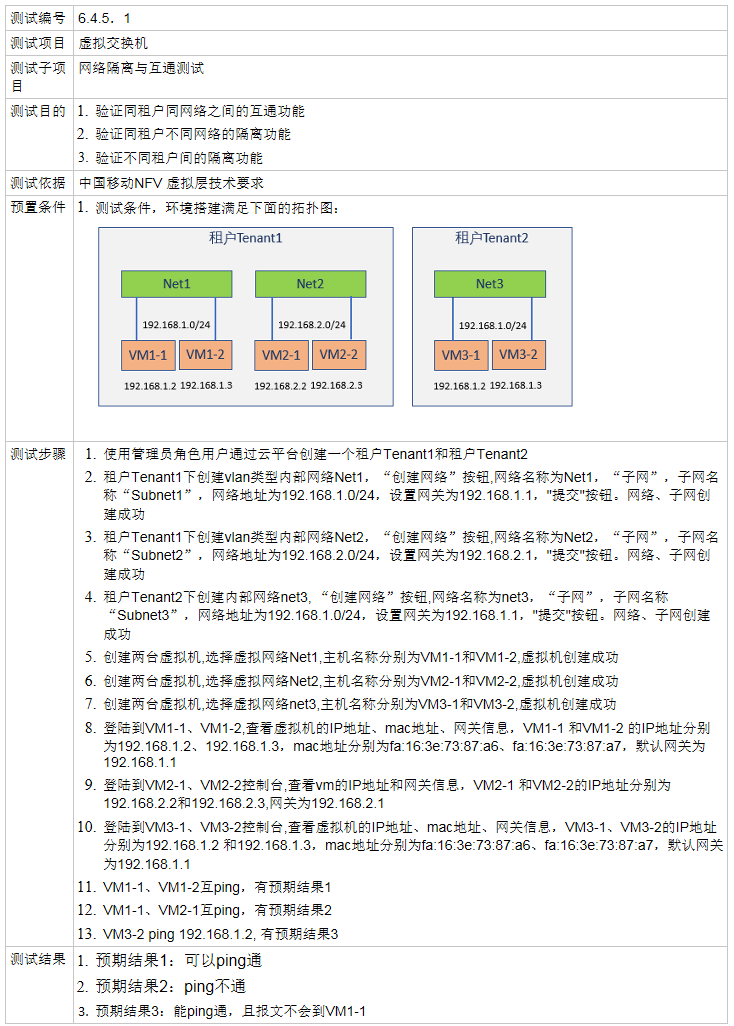 测试编号 6.4.5．1
测试项目 虚拟交换机
测试子项目 网络隔离与互通测试
测试目的 1. 验证同租户同网络之间的互通功能
2. 验证同租户不同网络的隔离功能
3. 验证不同租户间的隔离功能
测试依据 中国移动NFV 虚拟层技术要求
预置条件 1. 测试条件，环境搭建满足下面的拓扑图：
租户Tenant1 租户Tenant2
Net1 Net2 Net3
192.168.1.0/24 192.168.2.0/24 192.168.1.0/24
VM1-1 VM1-2 VM2-1 VM2-2 VM3-1 VM3-2
192.168.1.2 192.168.1.3 192.168.2.2 192.168.2.3 192.168.1.2 192.168.1.3
测试步骤 1. 使用管理员角色用户通过云平台创建一个租户Tenant1和租户Tenant2
2. 租户Tenant1下创建vlan类型内部网络Net1，“创建网络”按钮,网络名称为Net1，“子网”，子网名
称“Subnet1”，网络地址为192.168.1.0/24，设置网关为192.168.1.1，"提交"按钮。网络、子网创
建成功
3. 租户Tenant1下创建vlan类型内部网络Net2，“创建网络”按钮,网络名称为Net2，“子网”，子网名
称“Subnet2”，网络地址为192.168.2.0/24，设置网关为192.168.2.1，"提交"按钮。网络、子网创
建成功
4. 租户Tenant2下创建内部网络net3,“创建网络”按钮,网络名称为net3，“子网”，子网名称
“Subnet3”，网络地址为192.168.1.0/24，设置网关为192.168.1.1，"提交"按钮。网络、子网创建
成功
5. 创建两台虚拟机,选择虚拟网络Net1,主机名称分别为VM1-1和VM1-2,虚拟机创建成功
6. 创建两台虚拟机,选择虚拟网络Net2,主机名称分别为VM2-1和VM2-2,虚拟机创建成功
7. 创建两台虚拟机,选择虚拟网络net3,主机名称分别为VM3-1和VM3-2,虚拟机创建成功
8. 登陆到VM1-1、VM1-2,查看虚拟机的IP地址、mac地址、网关信息，VM1-1 和VM1-2 的IP地址分别
为192.168.1.2、192.168.1.3，mac地址分别为fa:16:3e:73:87:a6、fa:16:3e:73:87:a7，默认网关为
192.168.1.1
9. 登陆到VM2-1、VM2-2控制台,查看vm的IP地址和网关信息，VM2-1 和VM2-2的IP地址分别为
192.168.2.2和192.168.2.3,网关为192.168.2.1
10. 登陆到VM3-1、VM3-2控制台,查看虚拟机的IP地址、mac地址、网关信息，VM3-1、VM3-2的IP地址
分别为192.168.1.2 和192.168.1.3，mac地址分别为fa:16:3e:73:87:a6、fa:16:3e:73:87:a7，默认网关
为192.168.1.1
11. VM1-1、VM1-2互ping，有预期结果1
12. VM1-1、VM2-1互ping，有预期结果2
13. VM3-2 ping 192.168.1.2, 有预期结果3
测试结果 1. 预期结果1：可以ping通
2. 预期结果2：ping不通
3. 预期结果3：能ping通，且报文不会到VM1-1